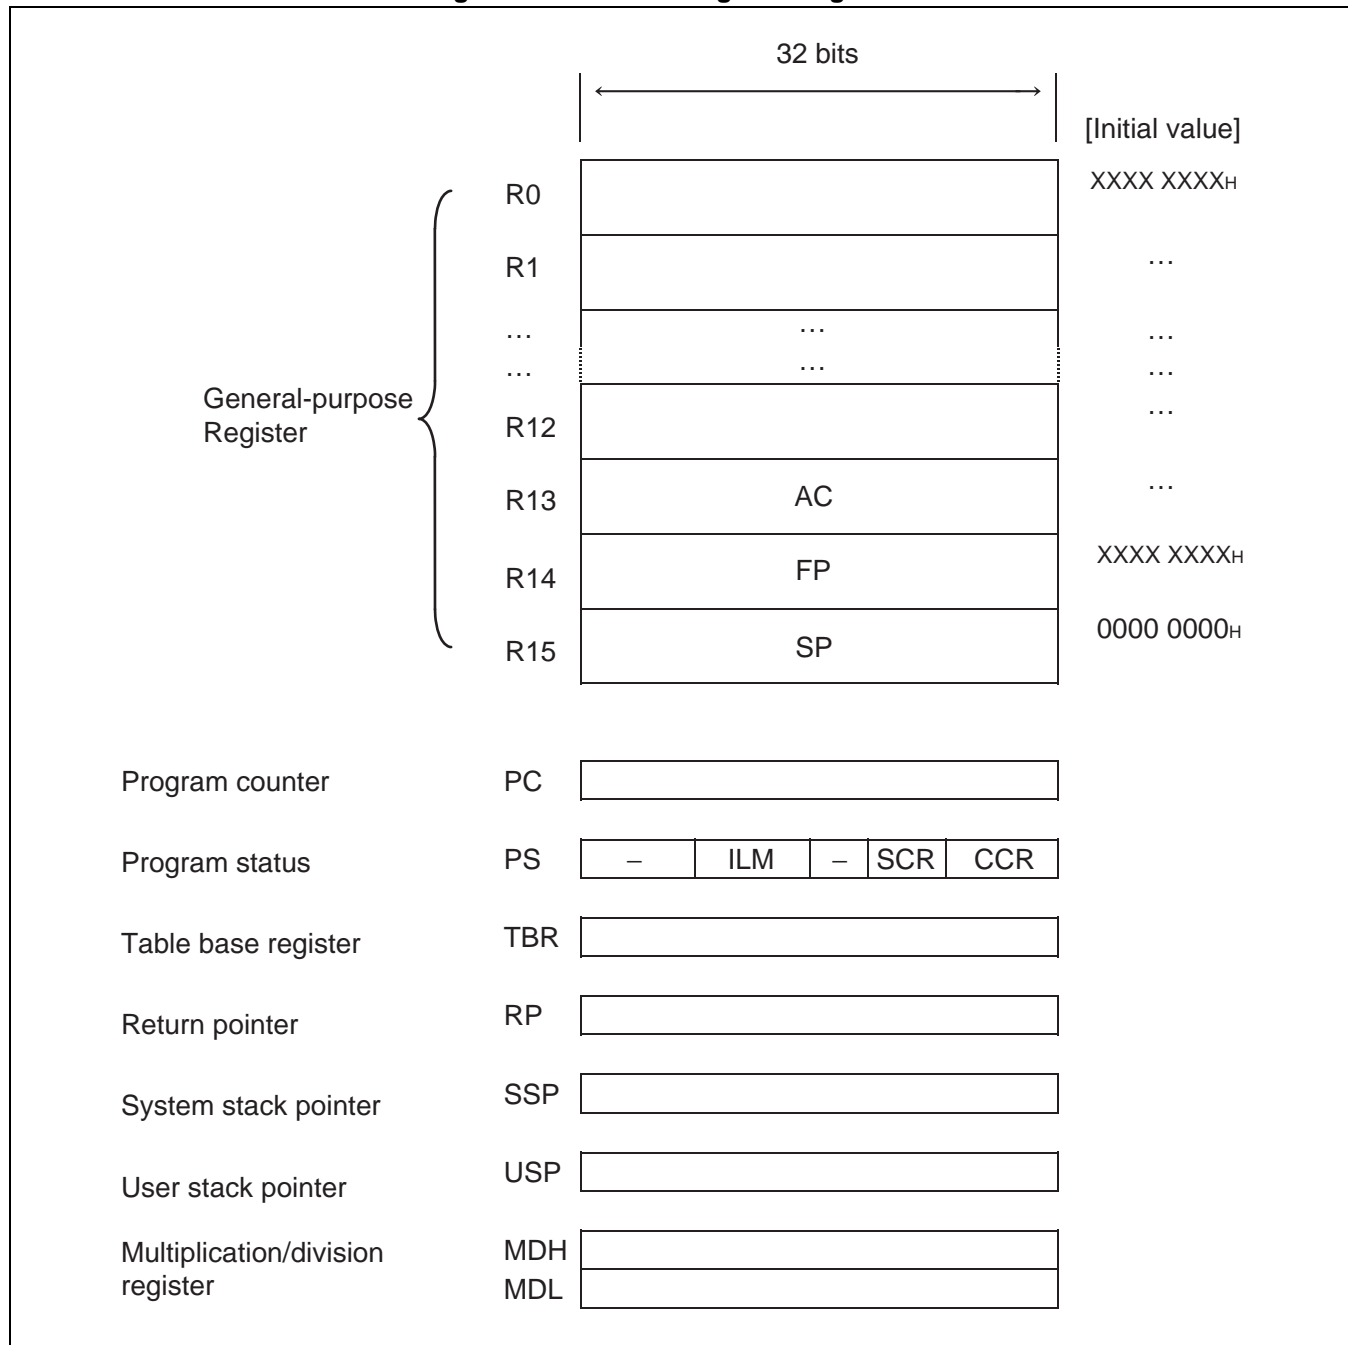 32 bits
[Initial value]
R0 XXXX XXXXH
R1 ...
... ... ...
... ... ...
General-purpose
Register
R12 ...
R13 AC ...
R14 FP XXXX XXXXH
R15 SP 0000 0000H
Program counter PC
Program status PS – ILM – SCR CCR
Table base register TBR
Return pointer RP
System stack pointer SSP
User stack pointer USP
Multiplication/division
register
MDH
MDL